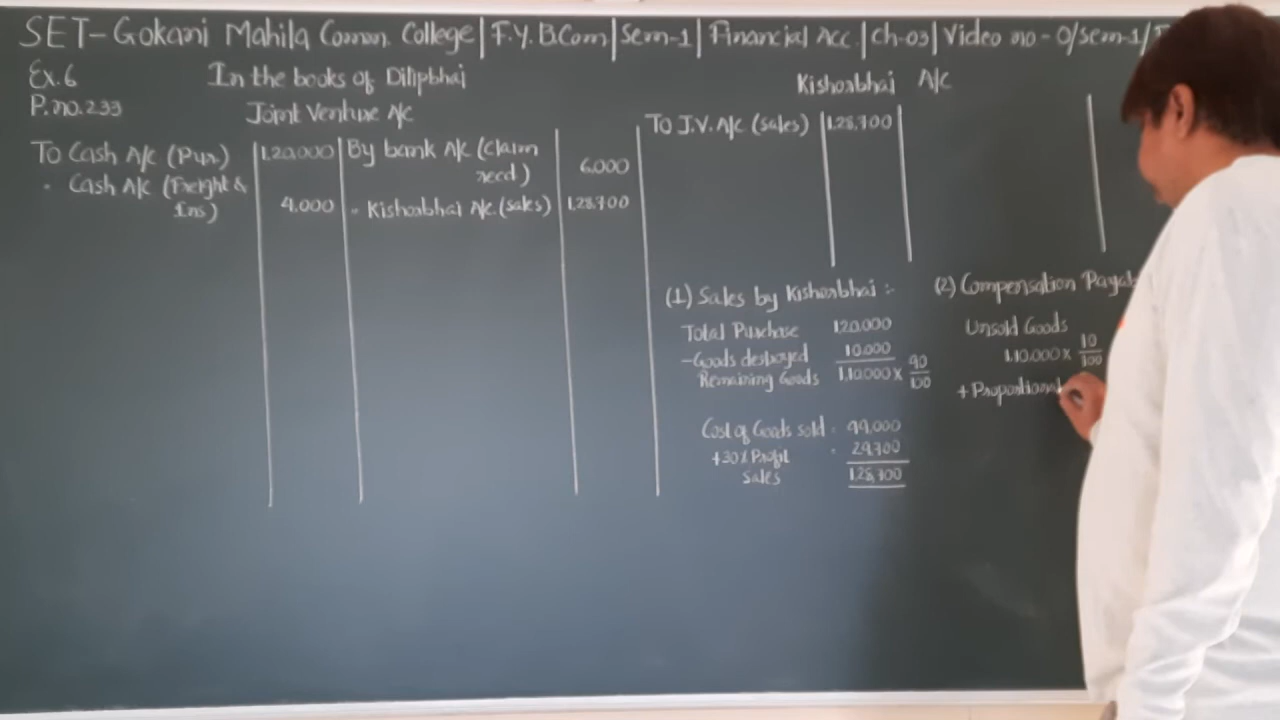 SET-Gokani Mahila Comm. College | F.Y. B.Com | Sem-1 | Financial Acc. | Ch-03 | Video no - 0/sem-1/
Ex.6
P.no.233
In the books of Dilipbhai
Joint Venture A/c
To Cash A/c (Pur.) 1,20,000 By bank A/c (claim recd) 6,000
" Cash A/c (Freight & Ins) 4,000 " Kishorbhai A/c (sales) 1,28,700
Kishorbhai A/c
To J.V. A/c (sales) 1,28,700
(1) Sales by Kishorbhai :-
Total Purchase 1,20,000
-Goods destroyed 10,000
Remaining Goods 1,10,000 x 90/100
Cost of Goods sold = 99,000
+30% Profit = 29,700
Sales 1,28,700
(2) Compensation
Unsold Goods
1,10,000 x 10/100
+ Proportional